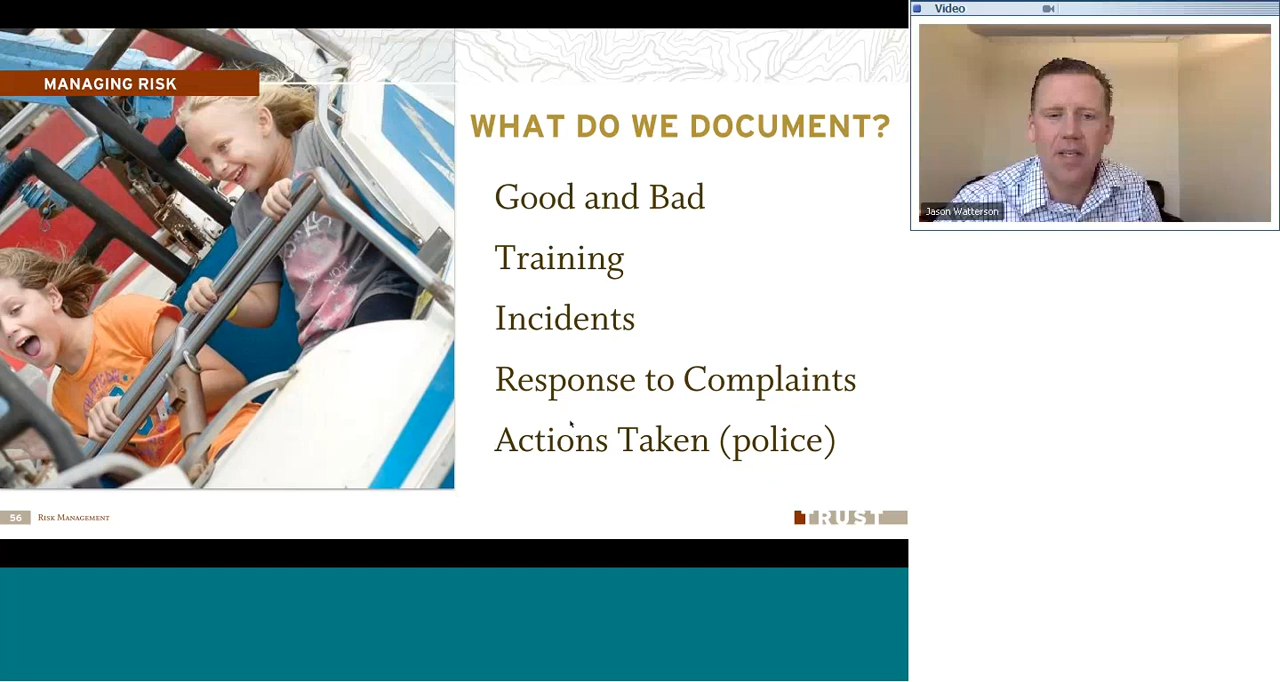 MANAGING RISK
WHAT DO WE DOCUMENT?
Good and Bad
Training
Incidents
Response to Complaints
Actions Taken (police)
56 Risk Management
TRUST
Video
Jason Watterson